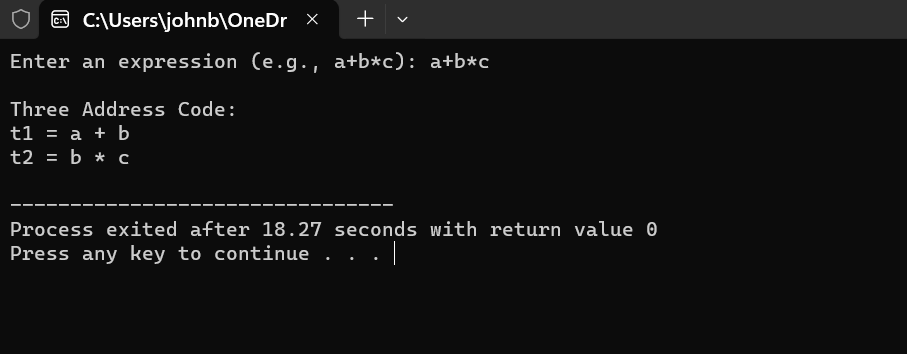 C:\Users\johnb\OneDr
Enter an expression (e.g., a+b*c): a+b*c
Three Address Code:
t1 = a + b
t2 = b * c
--------------------------------
Process exited after 18.27 seconds with return value 0
Press any key to continue . . .